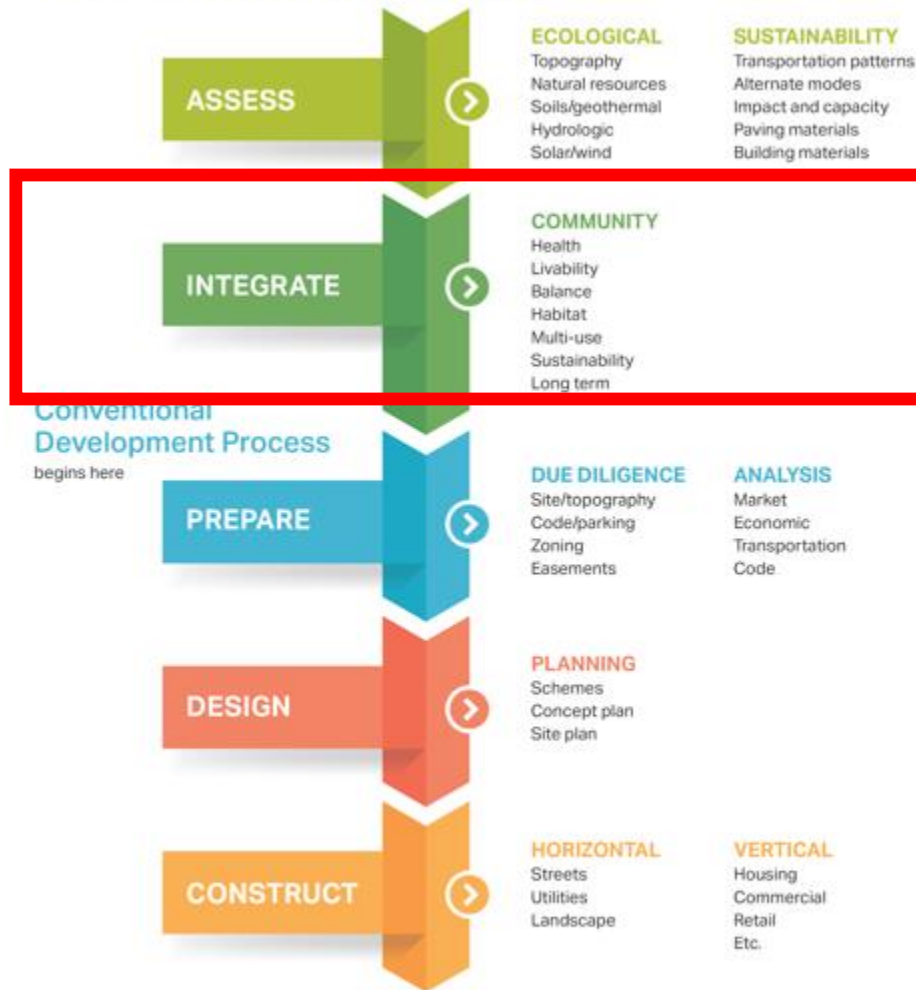 ASSESS
ECOLOGICAL
Topography
Natural resources
Soils/geothermal
Hydrologic
Solar/wind
SUSTAINABILITY
Transportation patterns
Alternate modes
Impact and capacity
Paving materials
Building materials
INTEGRATE
COMMUNITY
Health
Livability
Balance
Habitat
Multi-use
Sustainability
Long term
Conventional
Development Process
begins here
PREPARE
DUE DILIGENCE
Site/topography
Code/parking
Zoning
Easements
ANALYSIS
Market
Economic
Transportation
Code
DESIGN
PLANNING
Schemes
Concept plan
Site plan
CONSTRUCT
HORIZONTAL
Streets
Utilities
Landscape
VERTICAL
Housing
Commercial
Retail
Etc.